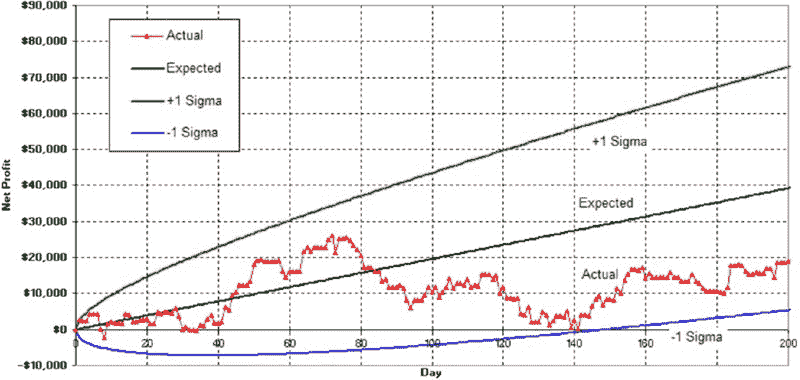 $90,000
$80,000
$70,000
$60,000
$50,000
$40,000
$30,000
$20,000
$10,000
$0
-$10,000
Net Profit
Actual
Expected
+1 Sigma
-1 Sigma
+1 Sigma
Expected
Actual
-1 Sigma
0 20 40 60 80 100 120 140 160 180 200
Day